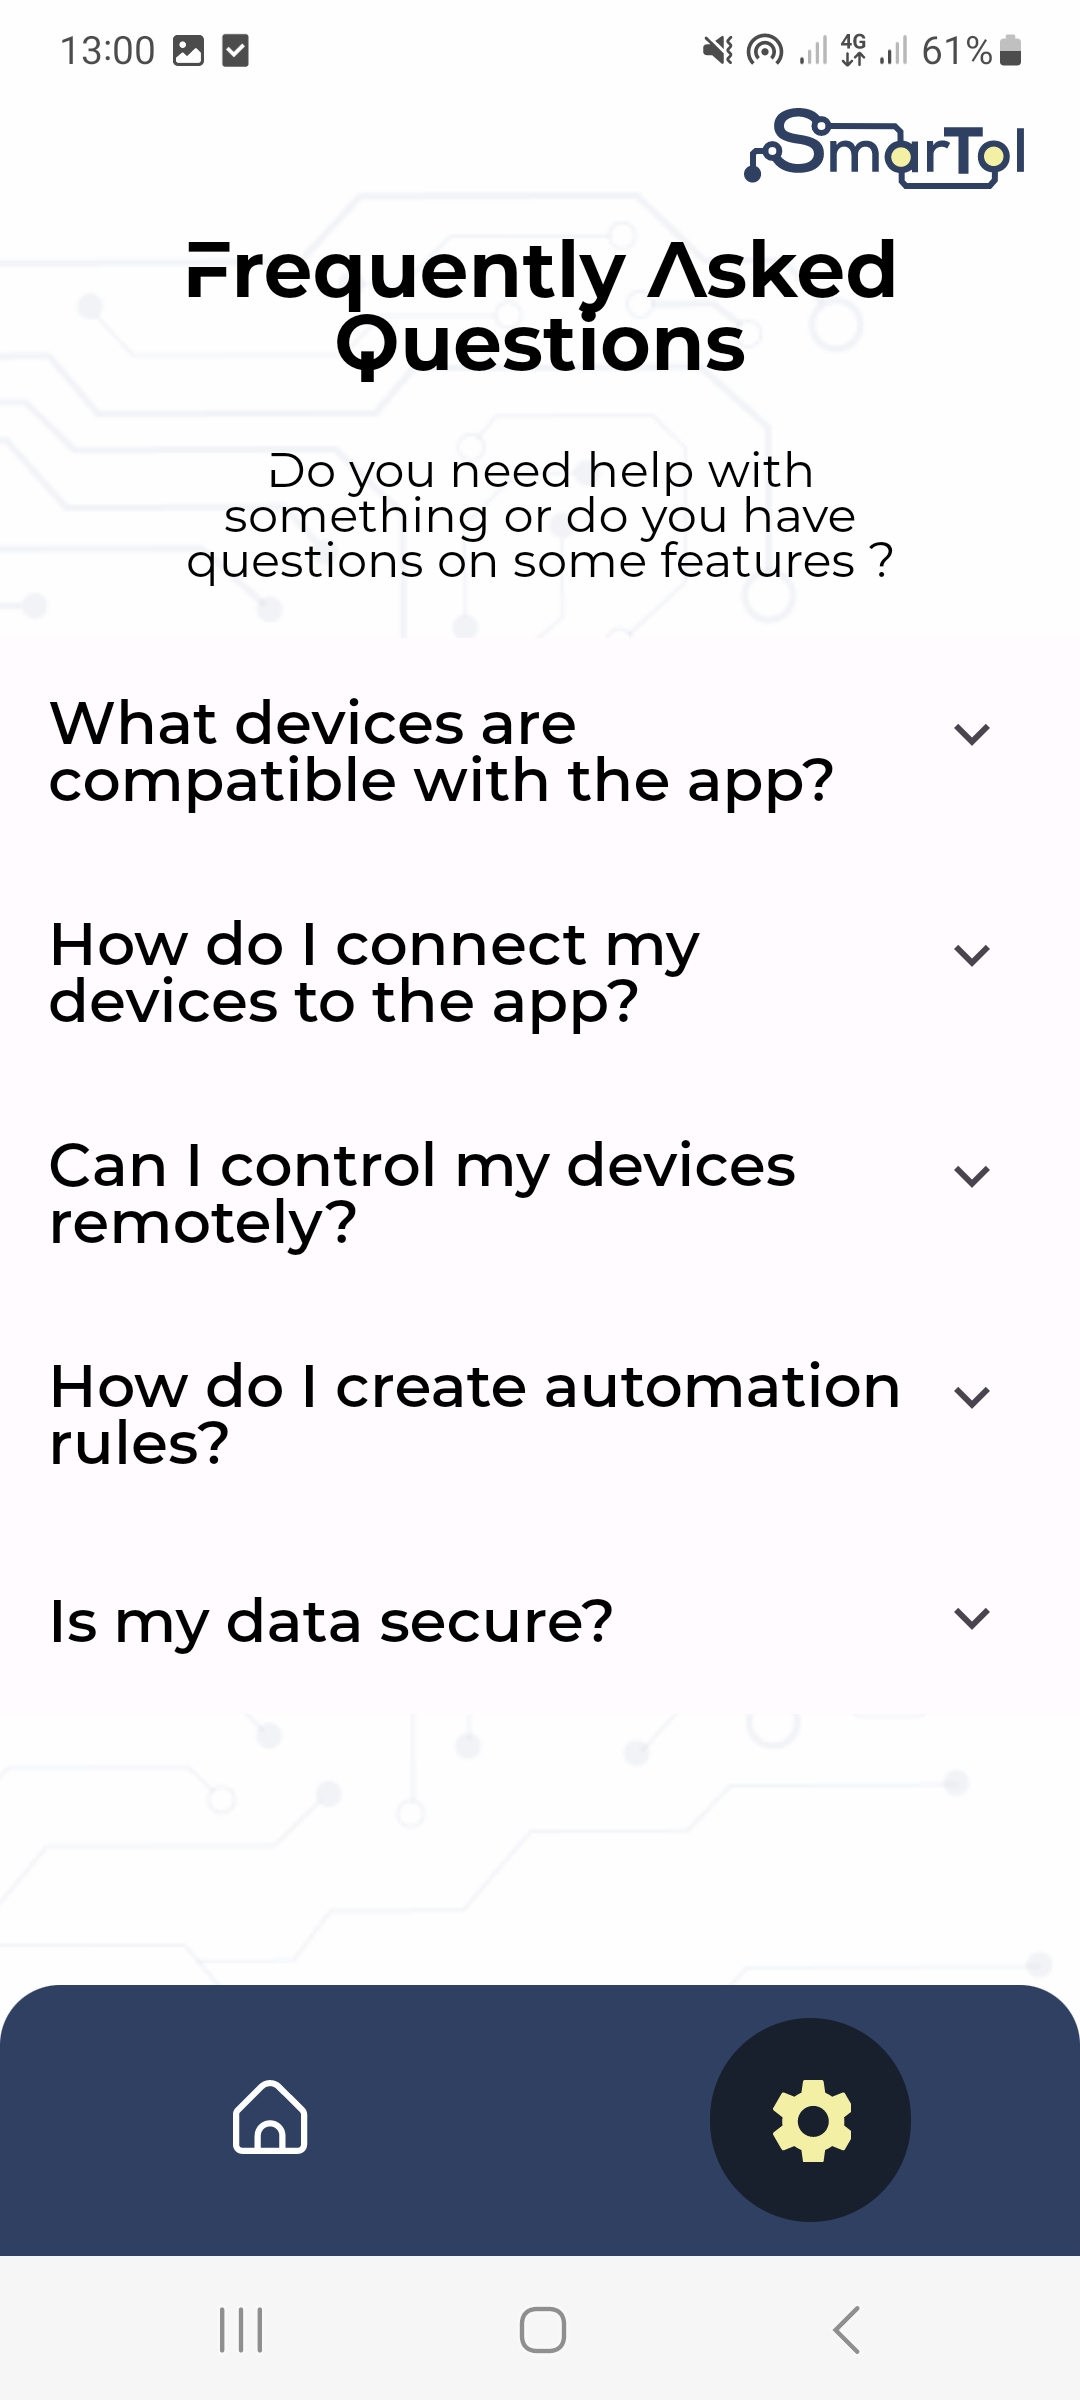 13:00
4G
61%
SmarTol
Frequently Asked
Questions
Do you need help with
something or do you have
questions on some features ?
What devices are
compatible with the app?
How do I connect my
devices to the app?
Can I control my devices
remotely?
How do I create automation
rules?
Is my data secure?